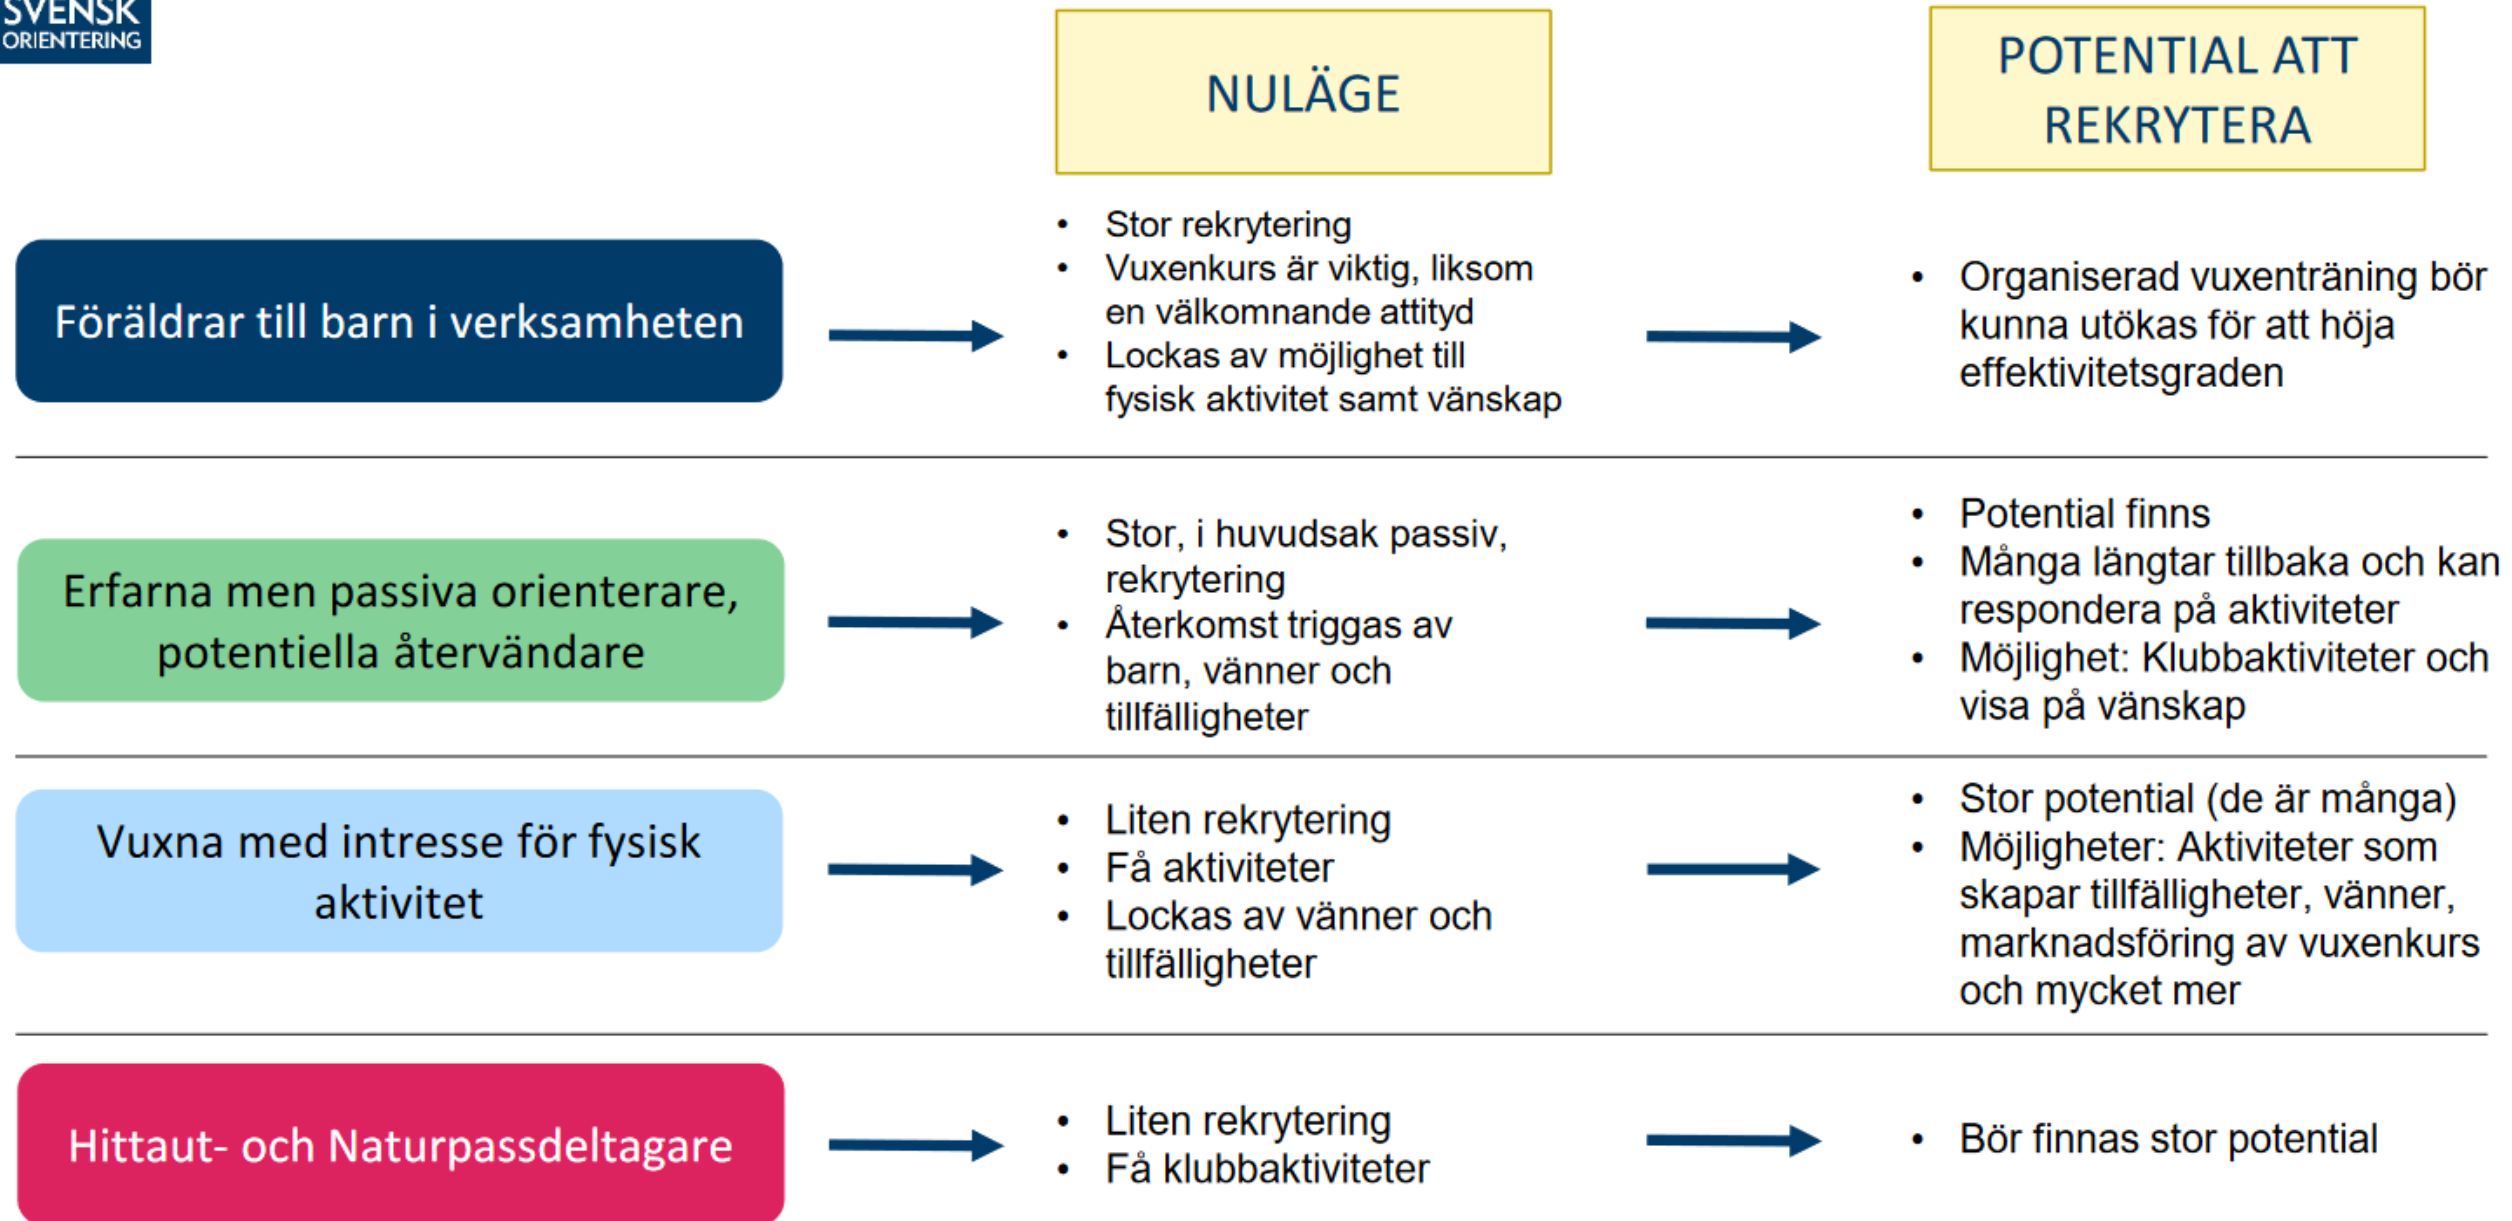 SVENSK
ORIENTERING
NULÄGE
POTENTIAL ATT
REKRYTERA
Föräldrar till barn i verksamheten
• Stor rekrytering
• Vuxenkurs är viktig, liksom
en välkomnande attityd
• Lockas av möjlighet till
fysisk aktivitet samt vänskap
• Organiserad vuxenträning bör
kunna utökas för att höja
effektivitetsgraden
Erfarna men passiva orienterare,
potentiella återvändare
• Stor, i huvudsak passiv,
rekrytering
• Återkomst triggas av
barn, vänner och
tillfälligheter
• Potential finns
• Många längtar tillbaka och kan
respondera på aktiviteter
• Möjlighet: Klubbaktiviteter och
visa på vänskap
Vuxna med intresse för fysisk
aktivitet
• Liten rekrytering
• Få aktiviteter
• Lockas av vänner och
tillfälligheter
• Stor potential (de är många)
• Möjligheter: Aktiviteter som
skapar tillfälligheter, vänner,
marknadsföring av vuxenkurs
och mycket mer
Hittaut- och Naturpassdeltagare
• Liten rekrytering
• Få klubbaktiviteter
• Bör finnas stor potential